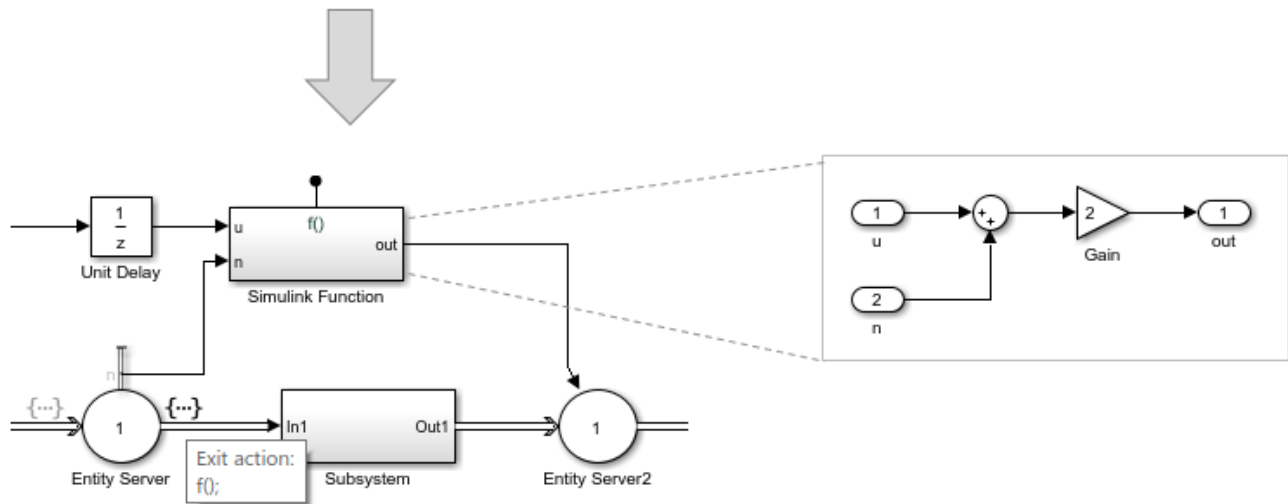 1
z
Unit Delay
u
n
f()
out
Simulink Function
1
u
2
n
2
Gain
1
out
n
{...}
1
Entity Server
{...}
Exit action:
f();
In1
Out1
Subsystem
1
Entity Server2